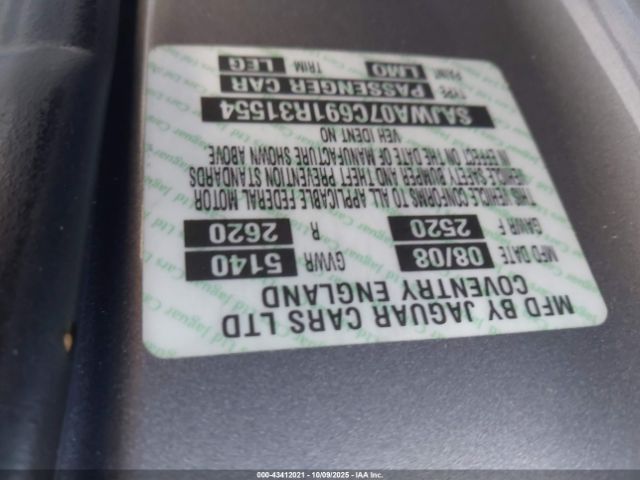 MFD BY JAGUAR CARS LTD
COVENTRY ENGLAND
MFD DATE 08/08 GVWR 5140
GAWR F 2520 R 2620
THIS VEHICLE CONFORMS TO ALL APPLICABLE FEDERAL MOTOR
VEHICLE SAFETY BUMPER AND THEFT PREVENTION STANDARDS
IN EFFECT ON THE DATE OF MANUFACTURE SHOWN ABOVE
VEH IDENT NO
SAJWA07C691R31554
TYPE PASSENGER CAR
PAINT LMQ TRIM LEG
000-43412021 | 10/09/2025 | IAA Inc.